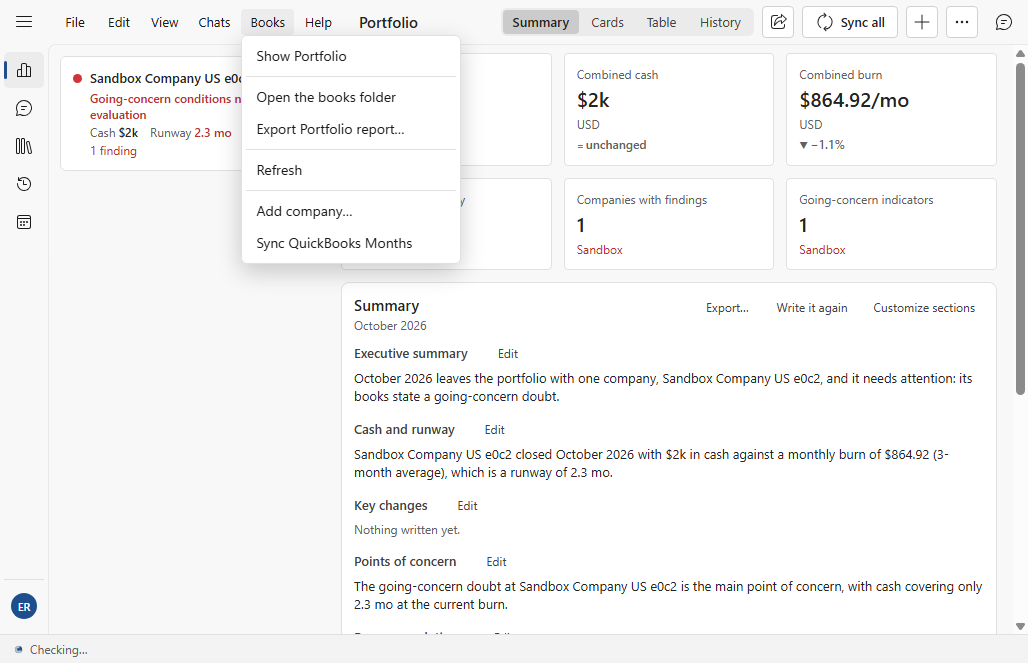 File Edit View Chats Books Help Portfolio Summary Cards Table History Sync all
Show Portfolio
Open the books folder
Export Portfolio report...
Refresh
Add company...
Sync QuickBooks Months
Sandbox Company US
Going-concern conditions
evaluation
Cash $2k Runway 2.3 mo
1 finding
Combined cash
$2k
USD
= unchanged
Combined burn
$864.92/mo
USD
▼ −1.1%
Companies with findings
1
Sandbox
Going-concern indicators
1
Sandbox
Summary Export... Write it again Customize sections
October 2026
Executive summary Edit
October 2026 leaves the portfolio with one company, Sandbox Company US e0c2, and it needs attention: its
books state a going-concern doubt.
Cash and runway Edit
Sandbox Company US e0c2 closed October 2026 with $2k in cash against a monthly burn of $864.92 (3-
month average), which is a runway of 2.3 mo.
Key changes Edit
Nothing written yet.
Points of concern Edit
The going-concern doubt at Sandbox Company US e0c2 is the main point of concern, with cash covering only
2.3 mo at the current burn.
ER
Checking...